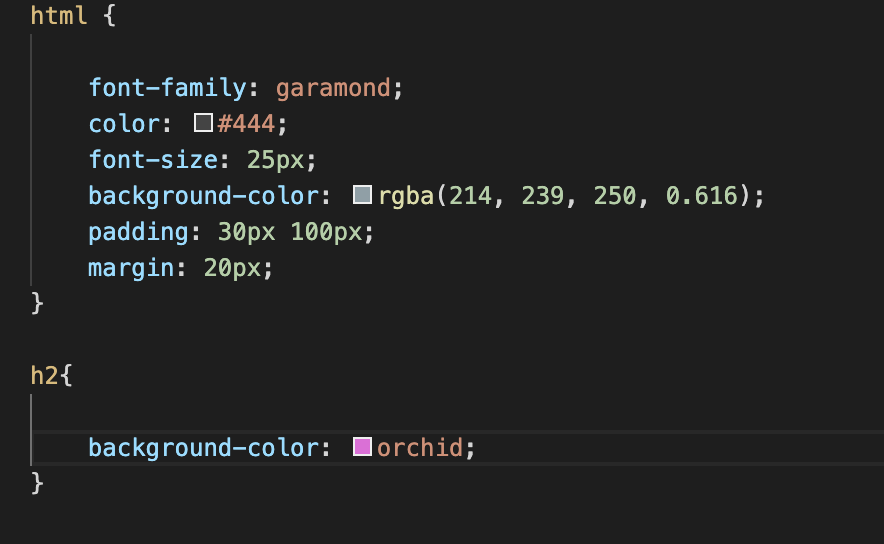 html {
font-family: garamond;
color: #444;
font-size: 25px;
background-color: rgba(214, 239, 250, 0.616);
padding: 30px 100px;
margin: 20px;
}
h2{
background-color: orchid;
}